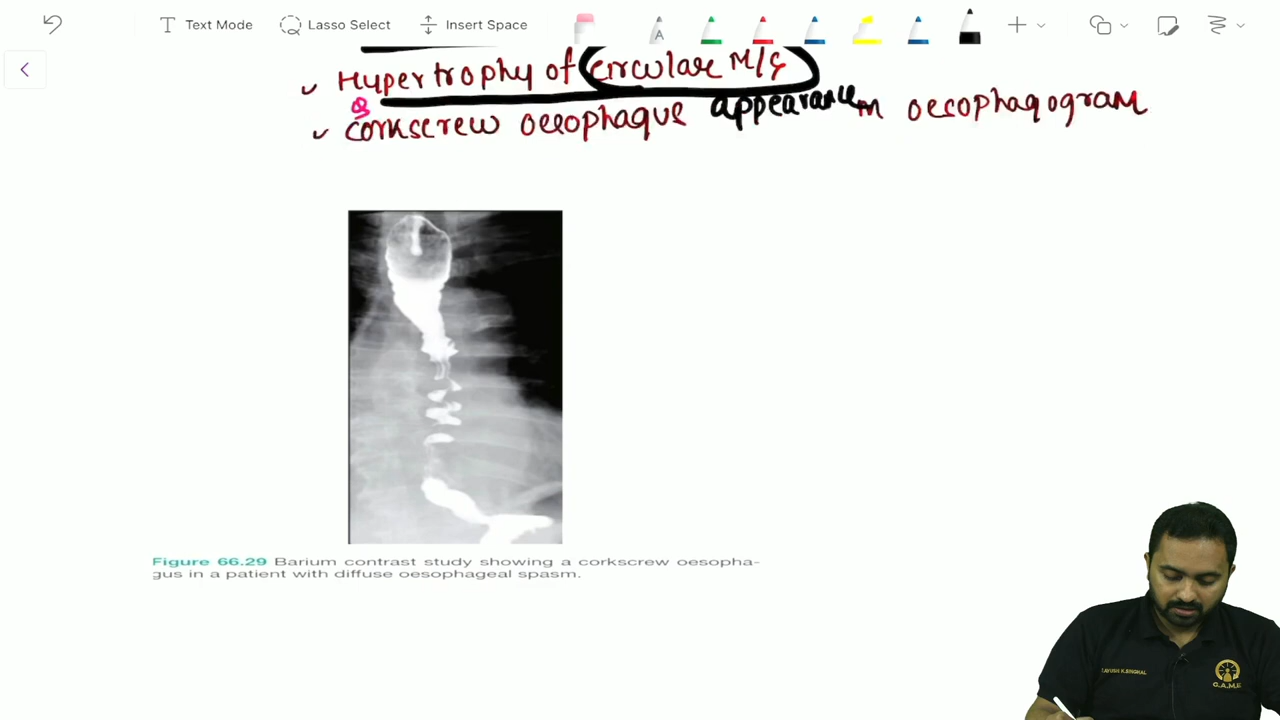 Text Mode Lasso Select Insert Space
A
Hypertrophy of circular M/s
Q
corkscrew oesophagus appearance in oesophagogram
Figure 66.29 Barium contrast study showing a corkscrew oesopha-
gus in a patient with diffuse oesophageal spasm.
G.A.M.E